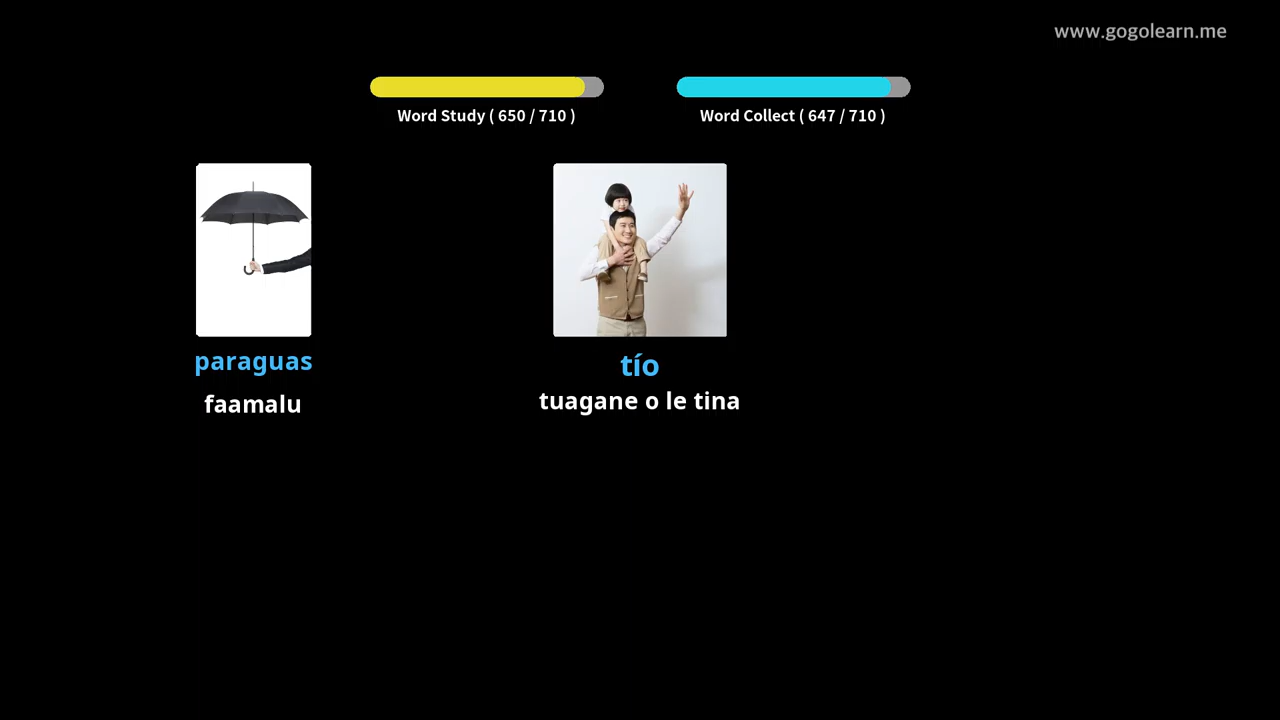 www.gogolearn.me
Word Study ( 650 / 710 )
Word Collect ( 647 / 710 )
paraguas
faamalu
tío
tuagane o le tina